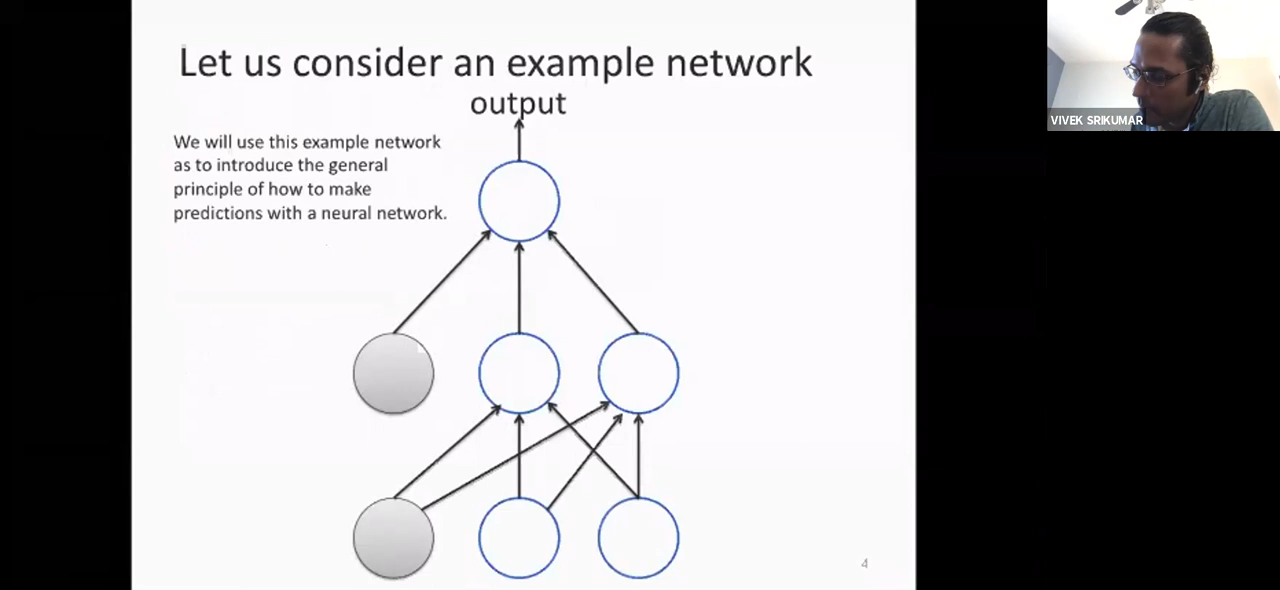 Let us consider an example network
output
We will use this example network
as to introduce the general
principle of how to make
predictions with a neural network.
VIVEK SRIKUMAR
4